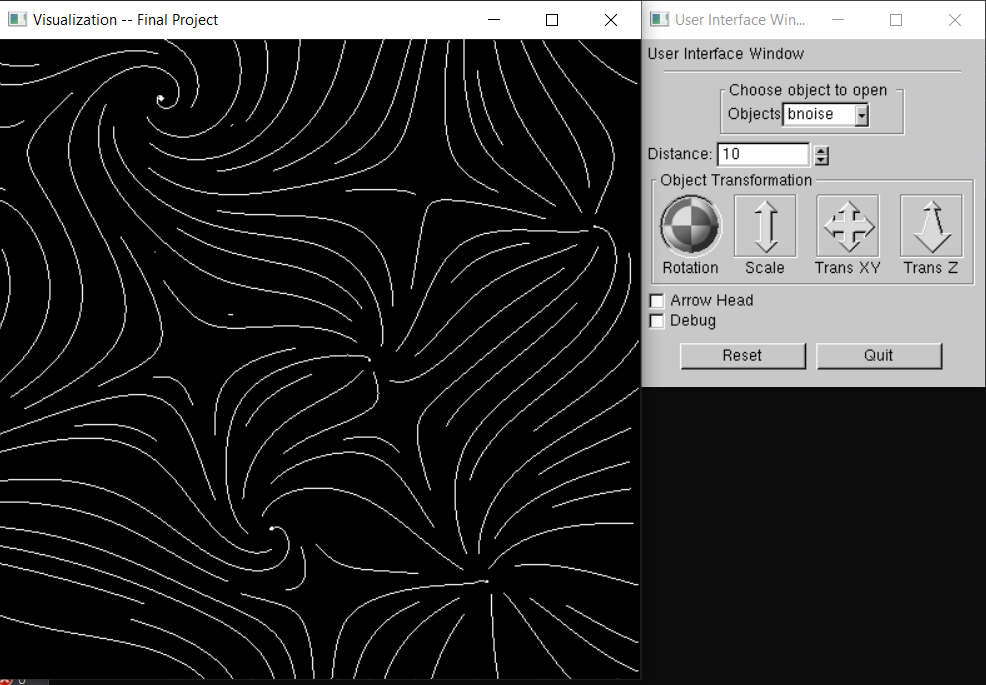 Visualization -- Final Project
User Interface Win...
User Interface Window
Choose object to open
Objects bnoise
Distance: 10
Object Transformation
Rotation Scale Trans XY Trans Z
Arrow Head
Debug
Reset Quit